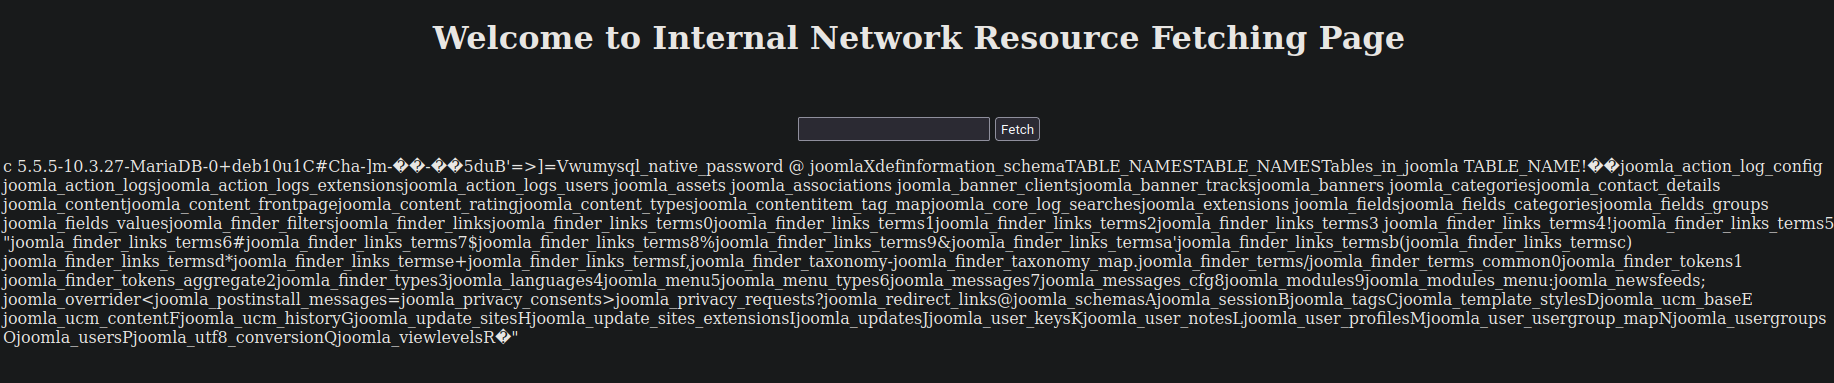 Welcome to Internal Network Resource Fetching Page
Fetch
c 5.5.5-10.3.27-MariaDB-0+deb10u1C#Cha-]m-��-��5duB'=>]=Vwumysql_native_password @ joomlaXdefinformation_schemaTABLE_NAMESTABLE_NAMESTables_in_joomla TABLE_NAME!��joomla_action_log_config
joomla_action_logsjoomla_action_logs_extensionsjoomla_action_logs_users joomla_assets joomla_associations joomla_banner_clientsjoomla_banner_tracksjoomla_banners joomla_categoriesjoomla_contact_details
joomla_contentjoomla_content_frontpagejoomla_content_ratingjoomla_content_typesjoomla_contentitem_tag_mapjoomla_core_log_searchesjoomla_extensions joomla_fieldsjoomla_fields_categoriesjoomla_fields_groups
joomla_fields_valuesjoomla_finder_filtersjoomla_finder_linksjoomla_finder_links_terms0joomla_finder_links_terms1joomla_finder_links_terms2joomla_finder_links_terms3 joomla_finder_links_terms4!joomla_finder_links_terms5
"joomla_finder_links_terms6#joomla_finder_links_terms7$joomla_finder_links_terms8%joomla_finder_links_terms9&joomla_finder_links_termsa'joomla_finder_links_termsb(joomla_finder_links_termsc)
joomla_finder_links_termsd*joomla_finder_links_termse+joomla_finder_links_termsf,joomla_finder_taxonomy-joomla_finder_taxonomy_map.joomla_finder_terms/joomla_finder_terms_common0joomla_finder_tokens1
joomla_finder_tokens_aggregate2joomla_finder_types3joomla_languages4joomla_menu5joomla_menu_types6joomla_messages7joomla_messages_cfg8joomla_modules9joomla_modules_menu:joomla_newsfeeds;
joomla_overrider<joomla_postinstall_messages=joomla_privacy_consents>joomla_privacy_requests?joomla_redirect_links@joomla_schemasAjoomla_sessionBjoomla_tagsCjoomla_template_stylesDjoomla_ucm_baseE
joomla_ucm_contentFjoomla_ucm_historyGjoomla_update_sitesHjoomla_update_sites_extensionsIjoomla_updatesJjoomla_user_keysKjoomla_user_notesLjoomla_user_profilesMjoomla_user_usergroup_mapNjoomla_usergroups
Ojoomla_usersPjoomla_utf8_conversionQjoomla_viewlevelsR�"